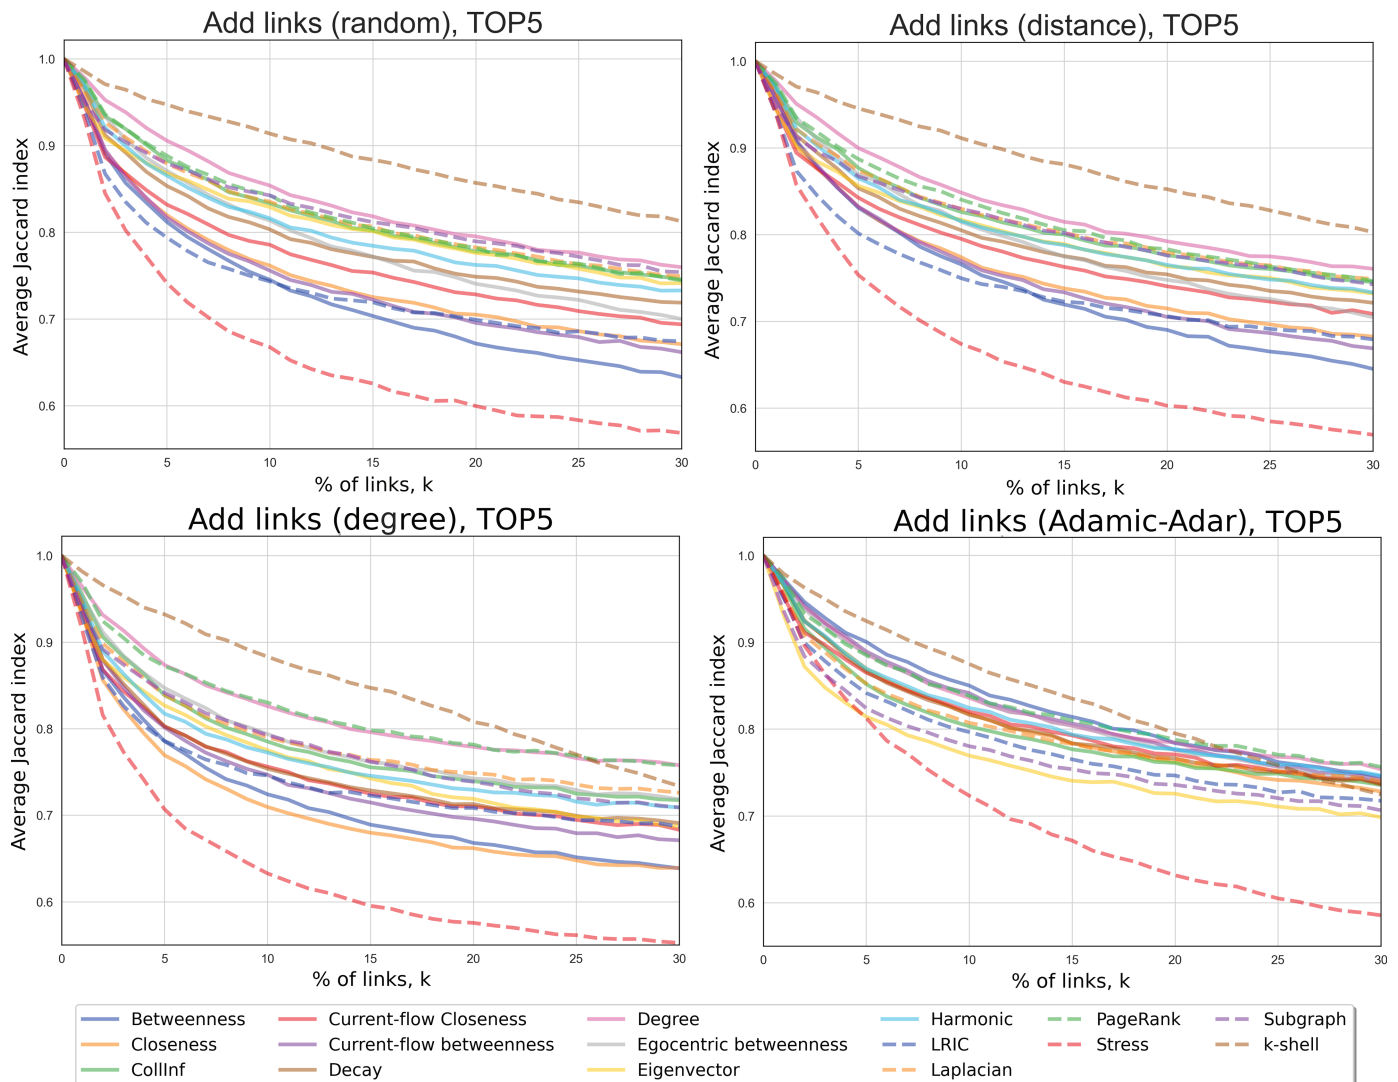 Add links (random), TOP5
Average Jaccard index
1.0
0.9
0.8
0.7
0.6
0 5 10 15 20 25 30
% of links, k
Add links (distance), TOP5
Average Jaccard index
1.0
0.9
0.8
0.7
0.6
0 5 10 15 20 25 30
% of links, k
Add links (degree), TOP5
Average Jaccard index
1.0
0.9
0.8
0.7
0.6
0 5 10 15 20 25 30
% of links, k
Add links (Adamic-Adar), TOP5
Average Jaccard index
1.0
0.9
0.8
0.7
0.6
0 5 10 15 20 25 30
% of links, k
Betweenness Current-flow Closeness Degree Harmonic PageRank Subgraph
Closeness Current-flow betweenness Egocentric betweenness LRIC Stress k-shell
CollInf Decay Eigenvector Laplacian